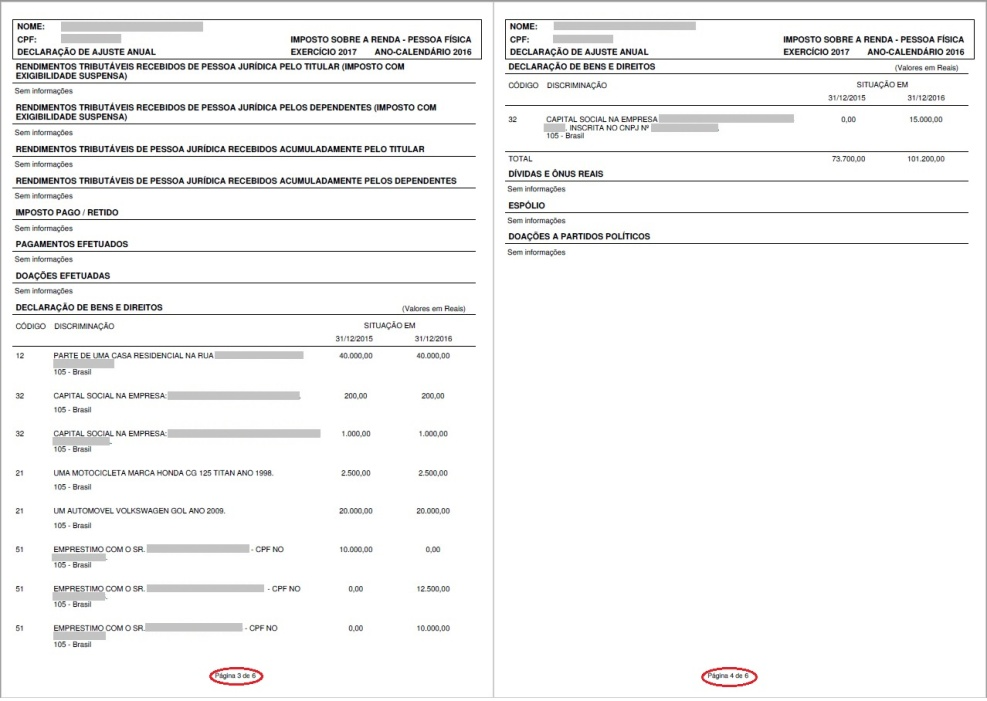 NOME:
CPF:
IMPOSTO SOBRE A RENDA - PESSOA FÍSICA
DECLARAÇÃO DE AJUSTE ANUAL
EXERCÍCIO 2017 ANO-CALENDÁRIO 2016
RENDIMENTOS TRIBUTÁVEIS RECEBIDOS DE PESSOA JURÍDICA PELO TITULAR (IMPOSTO COM
EXIGIBILIDADE SUSPENSA)
Sem informações
RENDIMENTOS TRIBUTÁVEIS RECEBIDOS DE PESSOA JURÍDICA PELOS DEPENDENTES (IMPOSTO COM
EXIGIBILIDADE SUSPENSA)
Sem informações
RENDIMENTOS TRIBUTÁVEIS DE PESSOA JURÍDICA RECEBIDOS ACUMULADAMENTE PELO TITULAR
Sem informações
RENDIMENTOS TRIBUTÁVEIS DE PESSOA JURÍDICA RECEBIDOS ACUMULADAMENTE PELOS DEPENDENTES
Sem informações
IMPOSTO PAGO / RETIDO
Sem informações
PAGAMENTOS EFETUADOS
Sem informações
DOAÇÕES EFETUADAS
Sem informações
DECLARAÇÃO DE BENS E DIREITOS (Valores em Reais)
CÓDIGO DISCRIMINAÇÃO SITUAÇÃO EM
31/12/2015 31/12/2016
12 PARTE DE UMA CASA RESIDENCIAL NA RUA 40.000,00 40.000,00
105 - Brasil
32 CAPITAL SOCIAL NA EMPRESA: 200,00 200,00
105 - Brasil
32 CAPITAL SOCIAL NA EMPRESA: 1.000,00 1.000,00
105 - Brasil
21 UMA MOTOCICLETA MARCA HONDA CG 125 TITAN ANO 1998. 2.500,00 2.500,00
105 - Brasil
21 UM AUTOMOVEL VOLKSWAGEN GOL ANO 2009. 20.000,00 20.000,00
105 - Brasil
51 EMPRESTIMO COM O SR. - CPF NO 10.000,00 0,00
105 - Brasil
51 EMPRESTIMO COM O SR. - CPF NO 0,00 12.500,00
105 - Brasil
51 EMPRESTIMO COM O SR. - CPF NO 0,00 10.000,00
105 - Brasil
Página 3 de 6
NOME:
CPF:
IMPOSTO SOBRE A RENDA - PESSOA FÍSICA
DECLARAÇÃO DE AJUSTE ANUAL
EXERCÍCIO 2017 ANO-CALENDÁRIO 2016
DECLARAÇÃO DE BENS E DIREITOS (Valores em Reais)
CÓDIGO DISCRIMINAÇÃO SITUAÇÃO EM
31/12/2015 31/12/2016
32 CAPITAL SOCIAL NA EMPRESA 0,00 15.000,00
. INSCRITA NO CNPJ Nº
105 - Brasil
TOTAL 73.700,00 101.200,00
DÍVIDAS E ÔNUS REAIS
Sem informações
ESPÓLIO
Sem informações
DOAÇÕES A PARTIDOS POLÍTICOS
Sem informações
Página 4 de 6